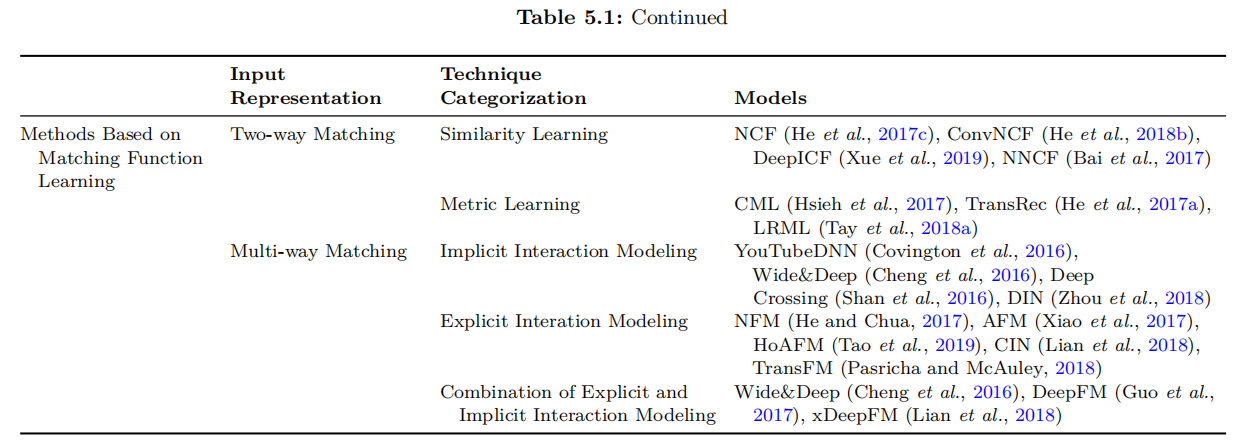 Table 5.1: Continued
Input Representation
Technique Categorization
Models
Methods Based on Matching Function Learning
Two-way Matching
Similarity Learning
NCF (He et al., 2017c), ConvNCF (He et al., 2018b),
DeepICF (Xue et al., 2019), NNCF (Bai et al., 2017)
Metric Learning
CML (Hsieh et al., 2017), TransRec (He et al., 2017a),
LRML (Tay et al., 2018a)
Multi-way Matching
Implicit Interaction Modeling
YouTubeDNN (Covington et al., 2016),
Wide&Deep (Cheng et al., 2016), Deep
Crossing (Shan et al., 2016), DIN (Zhou et al., 2018)
Explicit Interation Modeling
NFM (He and Chua, 2017), AFM (Xiao et al., 2017),
HoAFM (Tao et al., 2019), CIN (Lian et al., 2018),
TransFM (Pasricha and McAuley, 2018)
Combination of Explicit and
Implicit Interaction Modeling
Wide&Deep (Cheng et al., 2016), DeepFM (Guo et al.,
2017), xDeepFM (Lian et al., 2018)